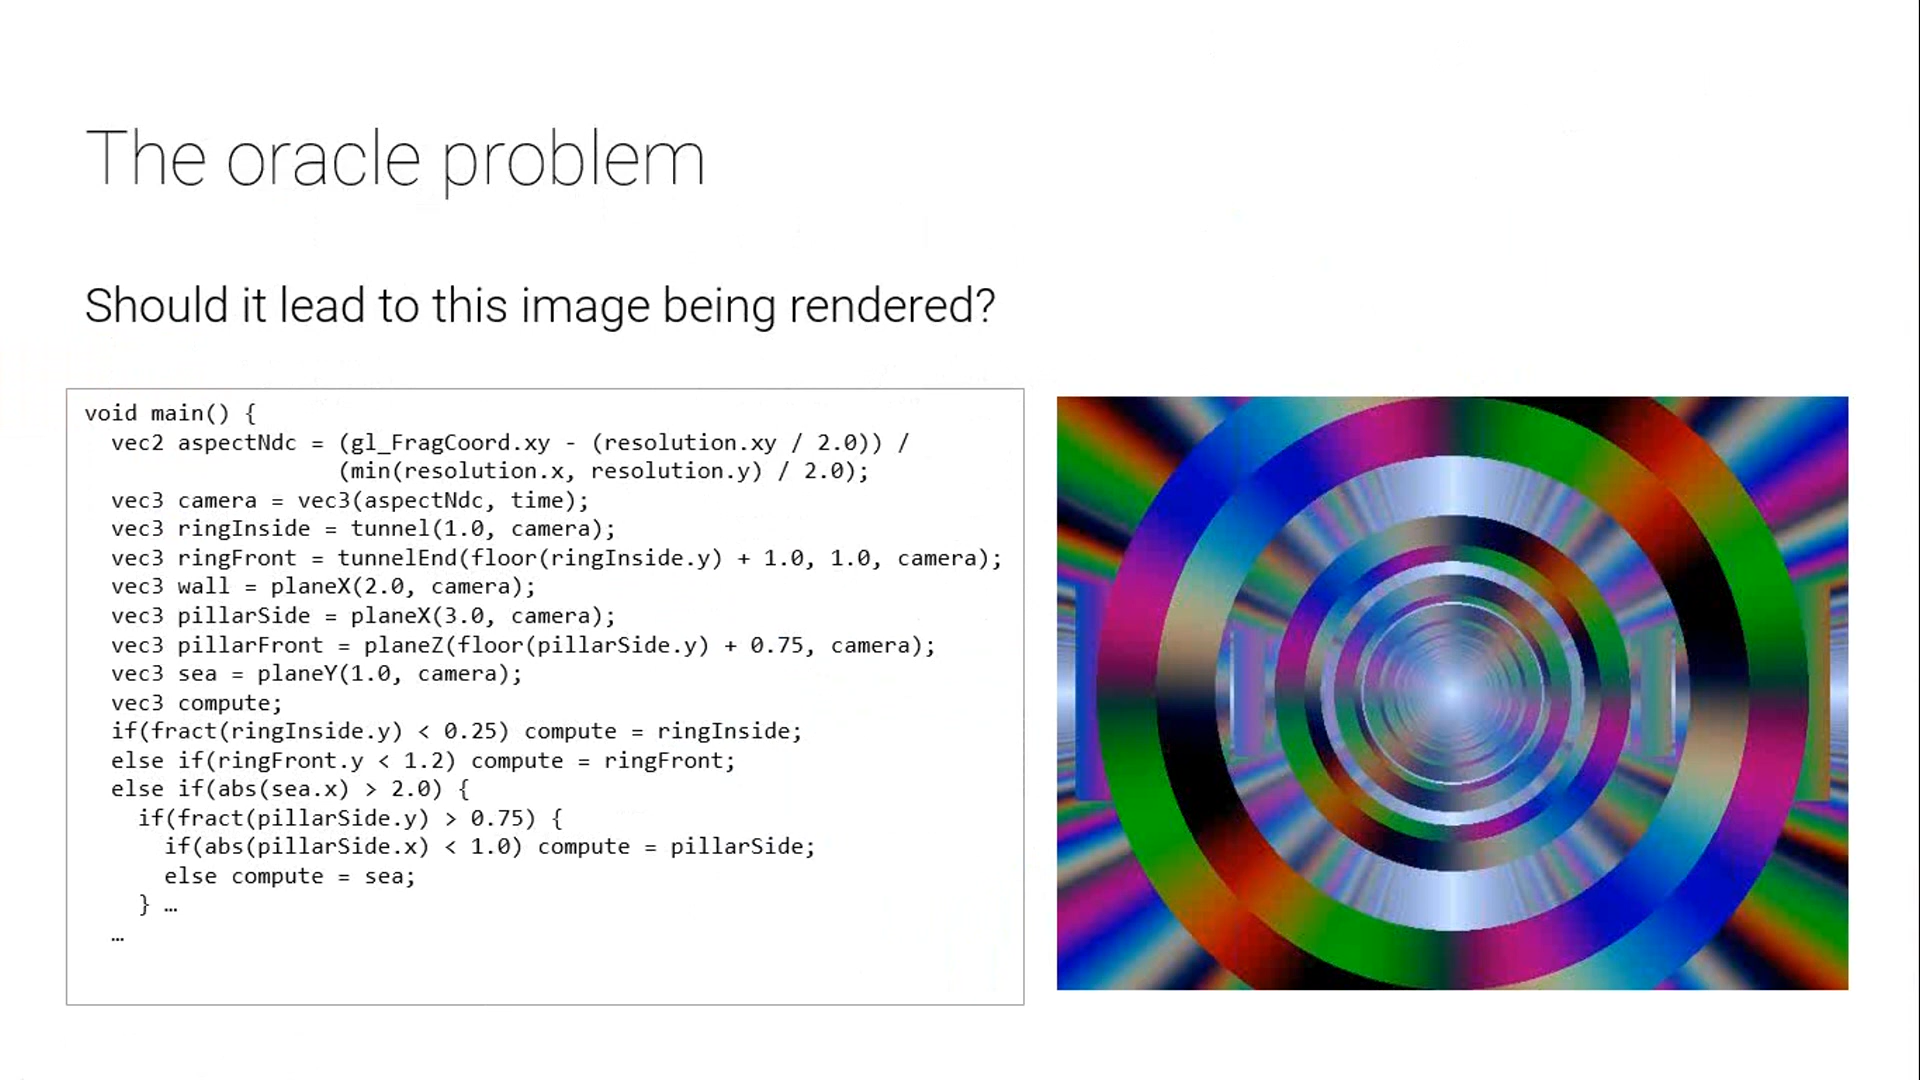 The oracle problem
Should it lead to this image being rendered?
void main() {
  vec2 aspectNdc = (gl_FragCoord.xy - (resolution.xy / 2.0)) /
                   (min(resolution.x, resolution.y) / 2.0);
  vec3 camera = vec3(aspectNdc, time);
  vec3 ringInside = tunnel(1.0, camera);
  vec3 ringFront = tunnelEnd(floor(ringInside.y) + 1.0, 1.0, camera);
  vec3 wall = planeX(2.0, camera);
  vec3 pillarSide = planeX(3.0, camera);
  vec3 pillarFront = planeZ(floor(pillarSide.y) + 0.75, camera);
  vec3 sea = planeY(1.0, camera);
  vec3 compute;
  if(fract(ringInside.y) < 0.25) compute = ringInside;
  else if(ringFront.y < 1.2) compute = ringFront;
  else if(abs(sea.x) > 2.0) {
    if(fract(pillarSide.y) > 0.75) {
      if(abs(pillarSide.x) < 1.0) compute = pillarSide;
      else compute = sea;
    } …
  …